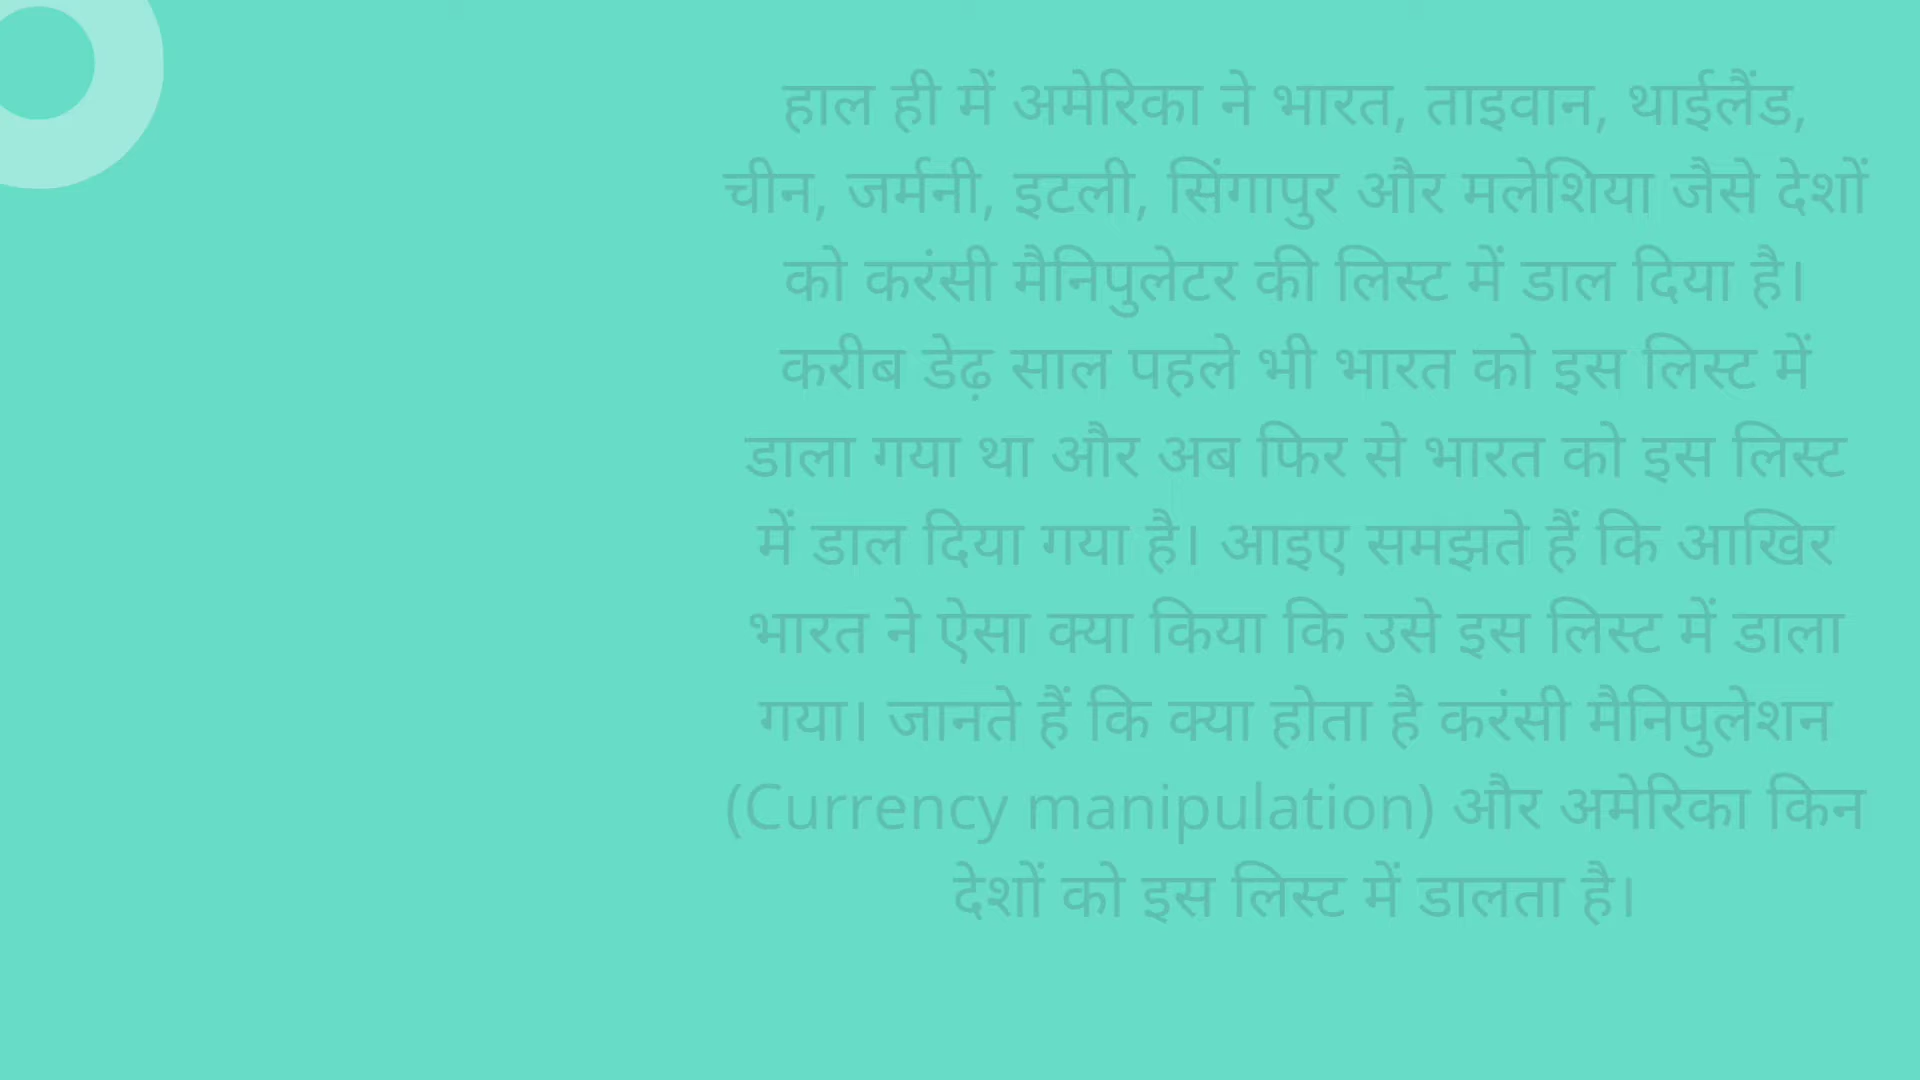 हाल ही में अमेरिका ने भारत, ताइवान, थाईलैंड,
चीन, जर्मनी, इटली, सिंगापुर और मलेशिया जैसे देशों
को करंसी मैनिपुलेटर की लिस्ट में डाल दिया है।
करीब डेढ़ साल पहले भी भारत को इस लिस्ट में
डाला गया था और अब फिर से भारत को इस लिस्ट
में डाल दिया गया है। आइए समझते हैं कि आखिर
भारत ने ऐसा क्या किया कि उसे इस लिस्ट में डाला
गया। जानते हैं कि क्या होता है करंसी मैनिपुलेशन
(Currency manipulation) और अमेरिका किन
देशों को इस लिस्ट में डालता है।